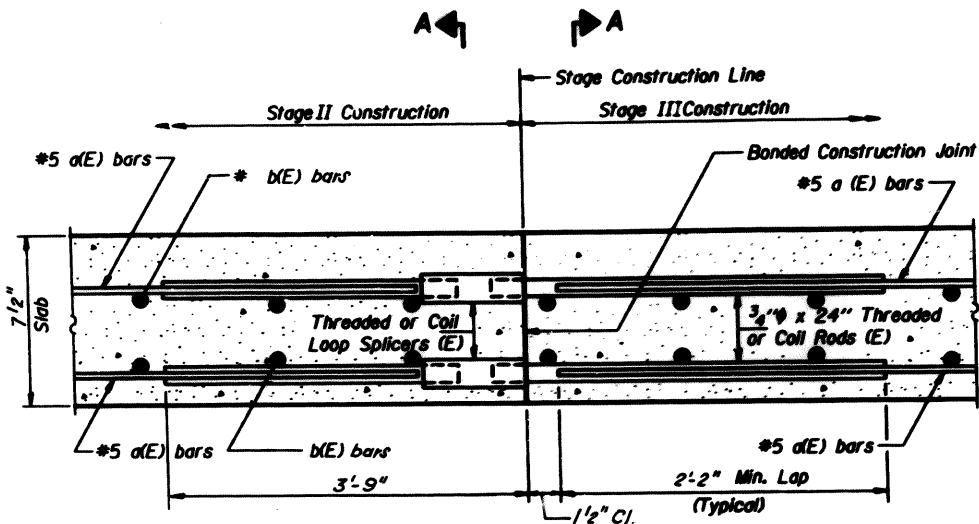 A A
Stage Construction Line
Stage II Construction
Stage III Construction
#5 a(E) bars
# b(E) bars
Bonded Construction Joint
#5 a (E) bars
7 1/2"
Slab
Threaded or Coil
Loop Splicers (E)
3/4"ϕ x 24" Threaded
or Coil Rods (E)
#5 a(E) bars
b(E) bars
#5 a(E) bars
3'-9"
2'-2" Min. Lap
(Typical)
1 1/2" Cl.